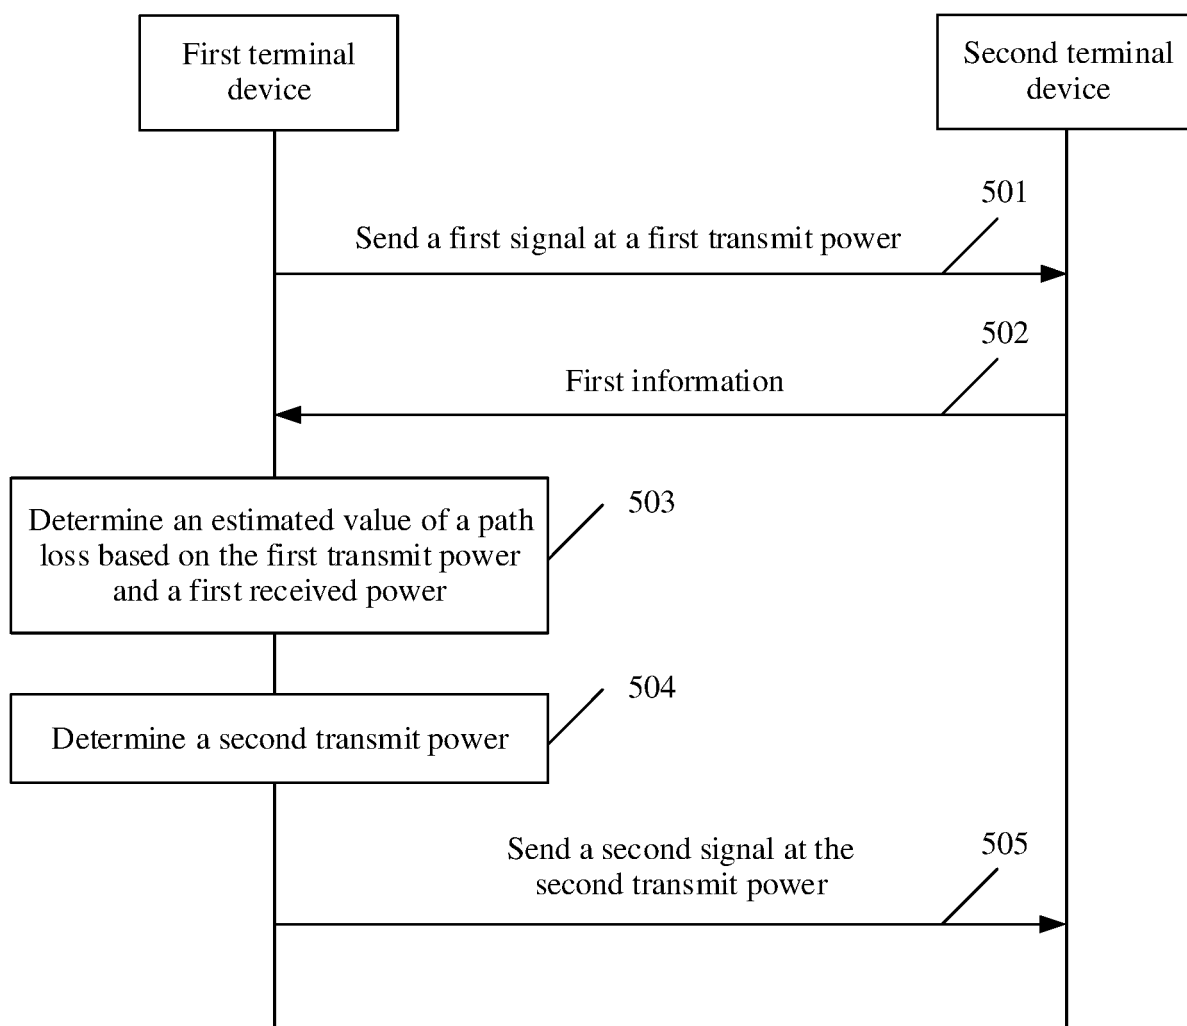 First terminal
device
Second terminal
device
501
Send a first signal at a first transmit power
502
First information
503
Determine an estimated value of a path
loss based on the first transmit power
and a first received power
504
Determine a second transmit power
505
Send a second signal at the
second transmit power